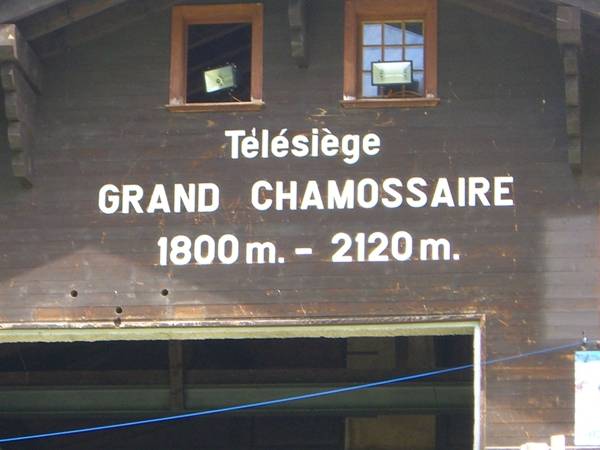 Télésiège
GRAND CHAMOSSAIRE
1800 m. - 2120 m.